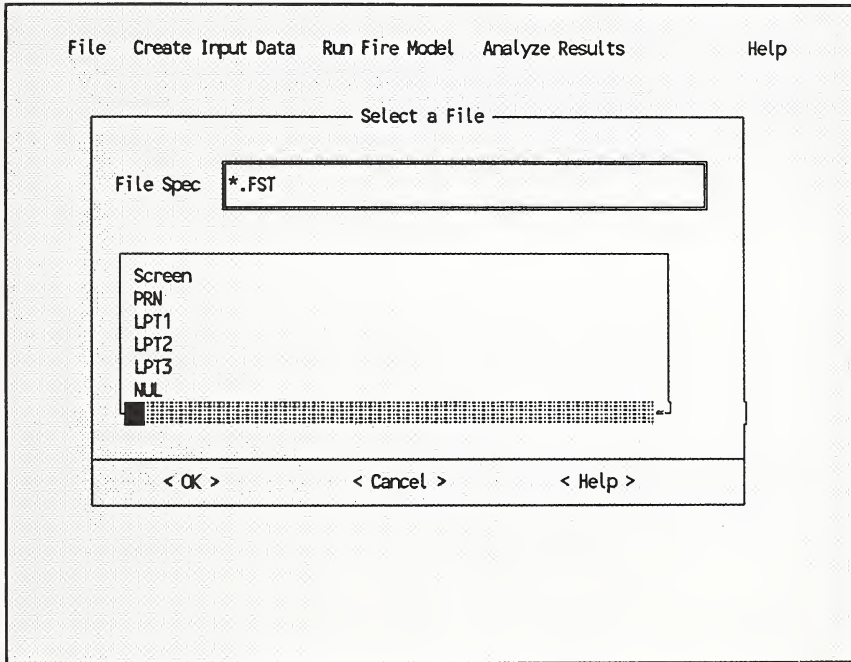 File Create Input Data Run Fire Model Analyze Results Help
Select a File
File Spec *.FST
Screen
PRN
LPT1
LPT2
LPT3
NUL
< OK > < Cancel > < Help >